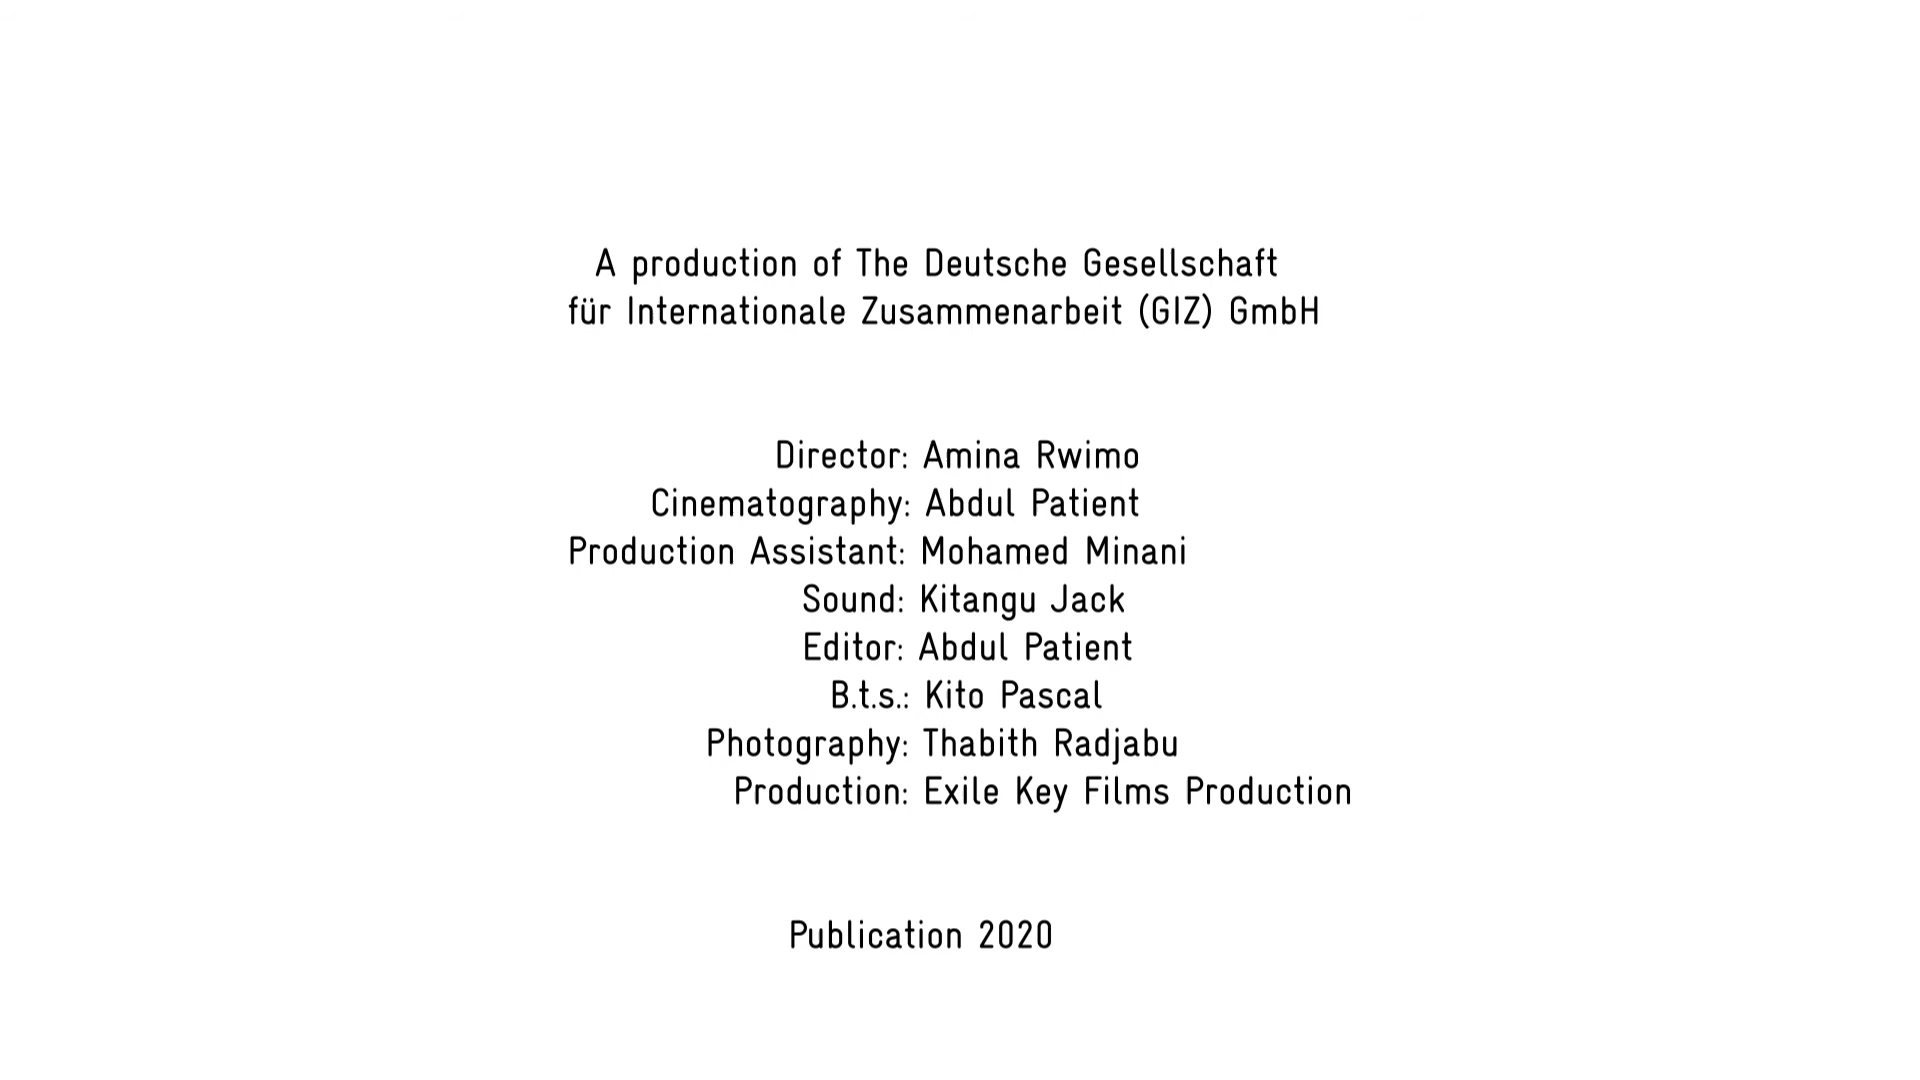 A production of The Deutsche Gesellschaft
für Internationale Zusammenarbeit (GIZ) GmbH
Director: Amina Rwimo
Cinematography: Abdul Patient
Production Assistant: Mohamed Minani
Sound: Kitangu Jack
Editor: Abdul Patient
B.t.s.: Kito Pascal
Photography: Thabith Radjabu
Production: Exile Key Films Production
Publication 2020